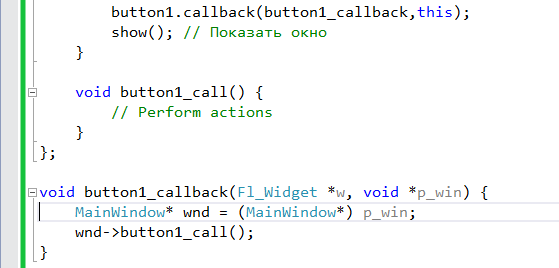 button1.callback(button1_callback,this);
show(); // Показать окно
}
void button1_call() {
// Perform actions
}
};
void button1_callback(Fl_Widget *w, void *p_win) {
MainWindow* wnd = (MainWindow*) p_win;
wnd->button1_call();
}